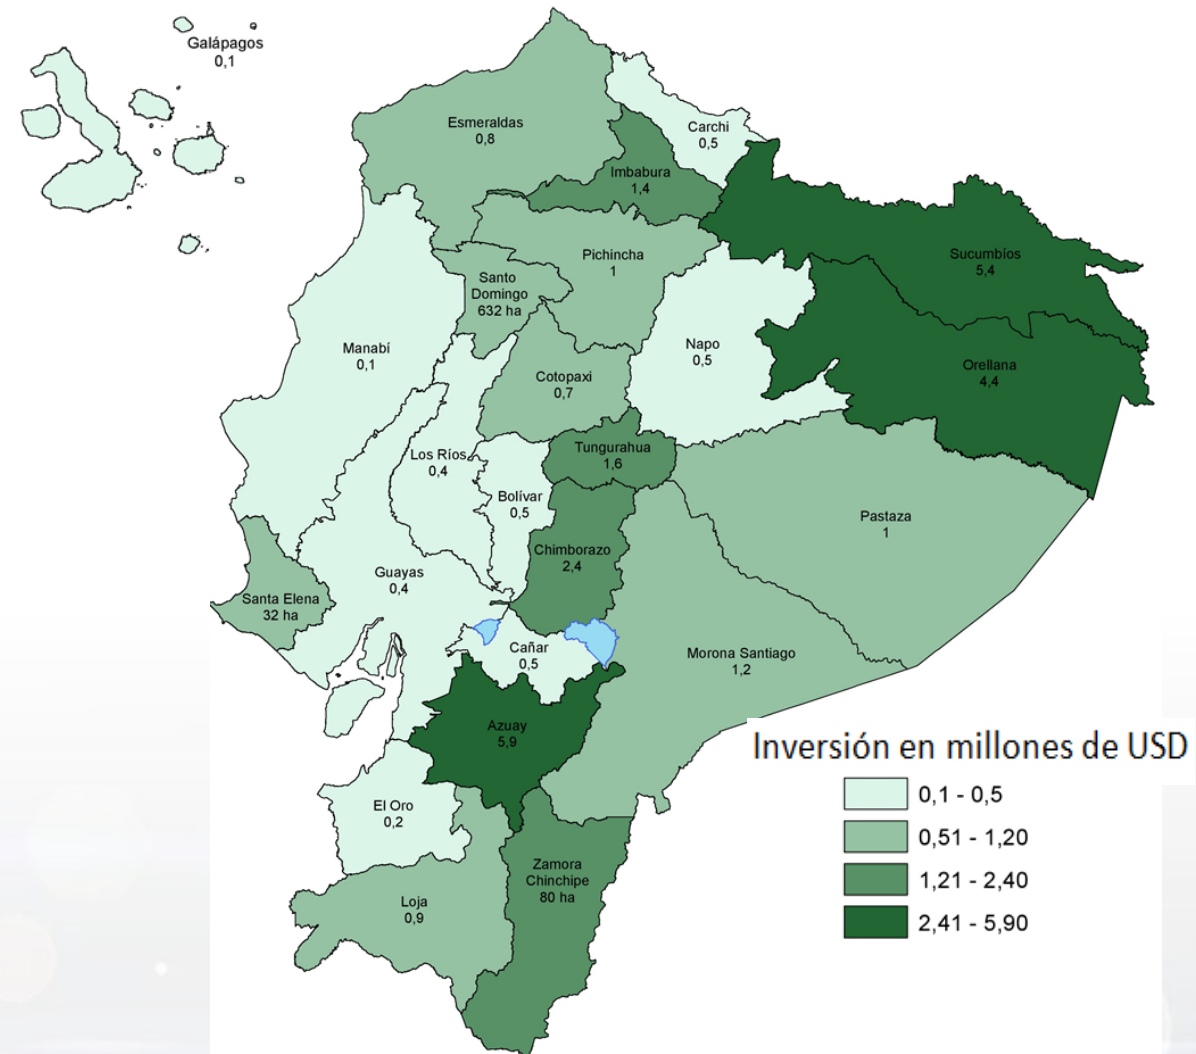 Galápagos
0,1
Esmeraldas
0,8
Carchi
0,5
Imbabura
1,4
Sucumbíos
5,4
Pichincha
1
Santo
Domingo
632 ha
Manabí
0,1
Napo
0,5
Orellana
4,4
Cotopaxi
0,7
Los Ríos
0,4
Tungurahua
1,6
Bolívar
0,5
Pastaza
1
Chimborazo
2,4
Guayas
0,4
Santa Elena
32 ha
Cañar
0,5
Morona Santiago
1,2
Azuay
5,9
El Oro
0,2
Zamora
Chinchipe
80 ha
Loja
0,9
Inversión en millones de USD
0,1 - 0,5
0,51 - 1,20
1,21 - 2,40
2,41 - 5,90